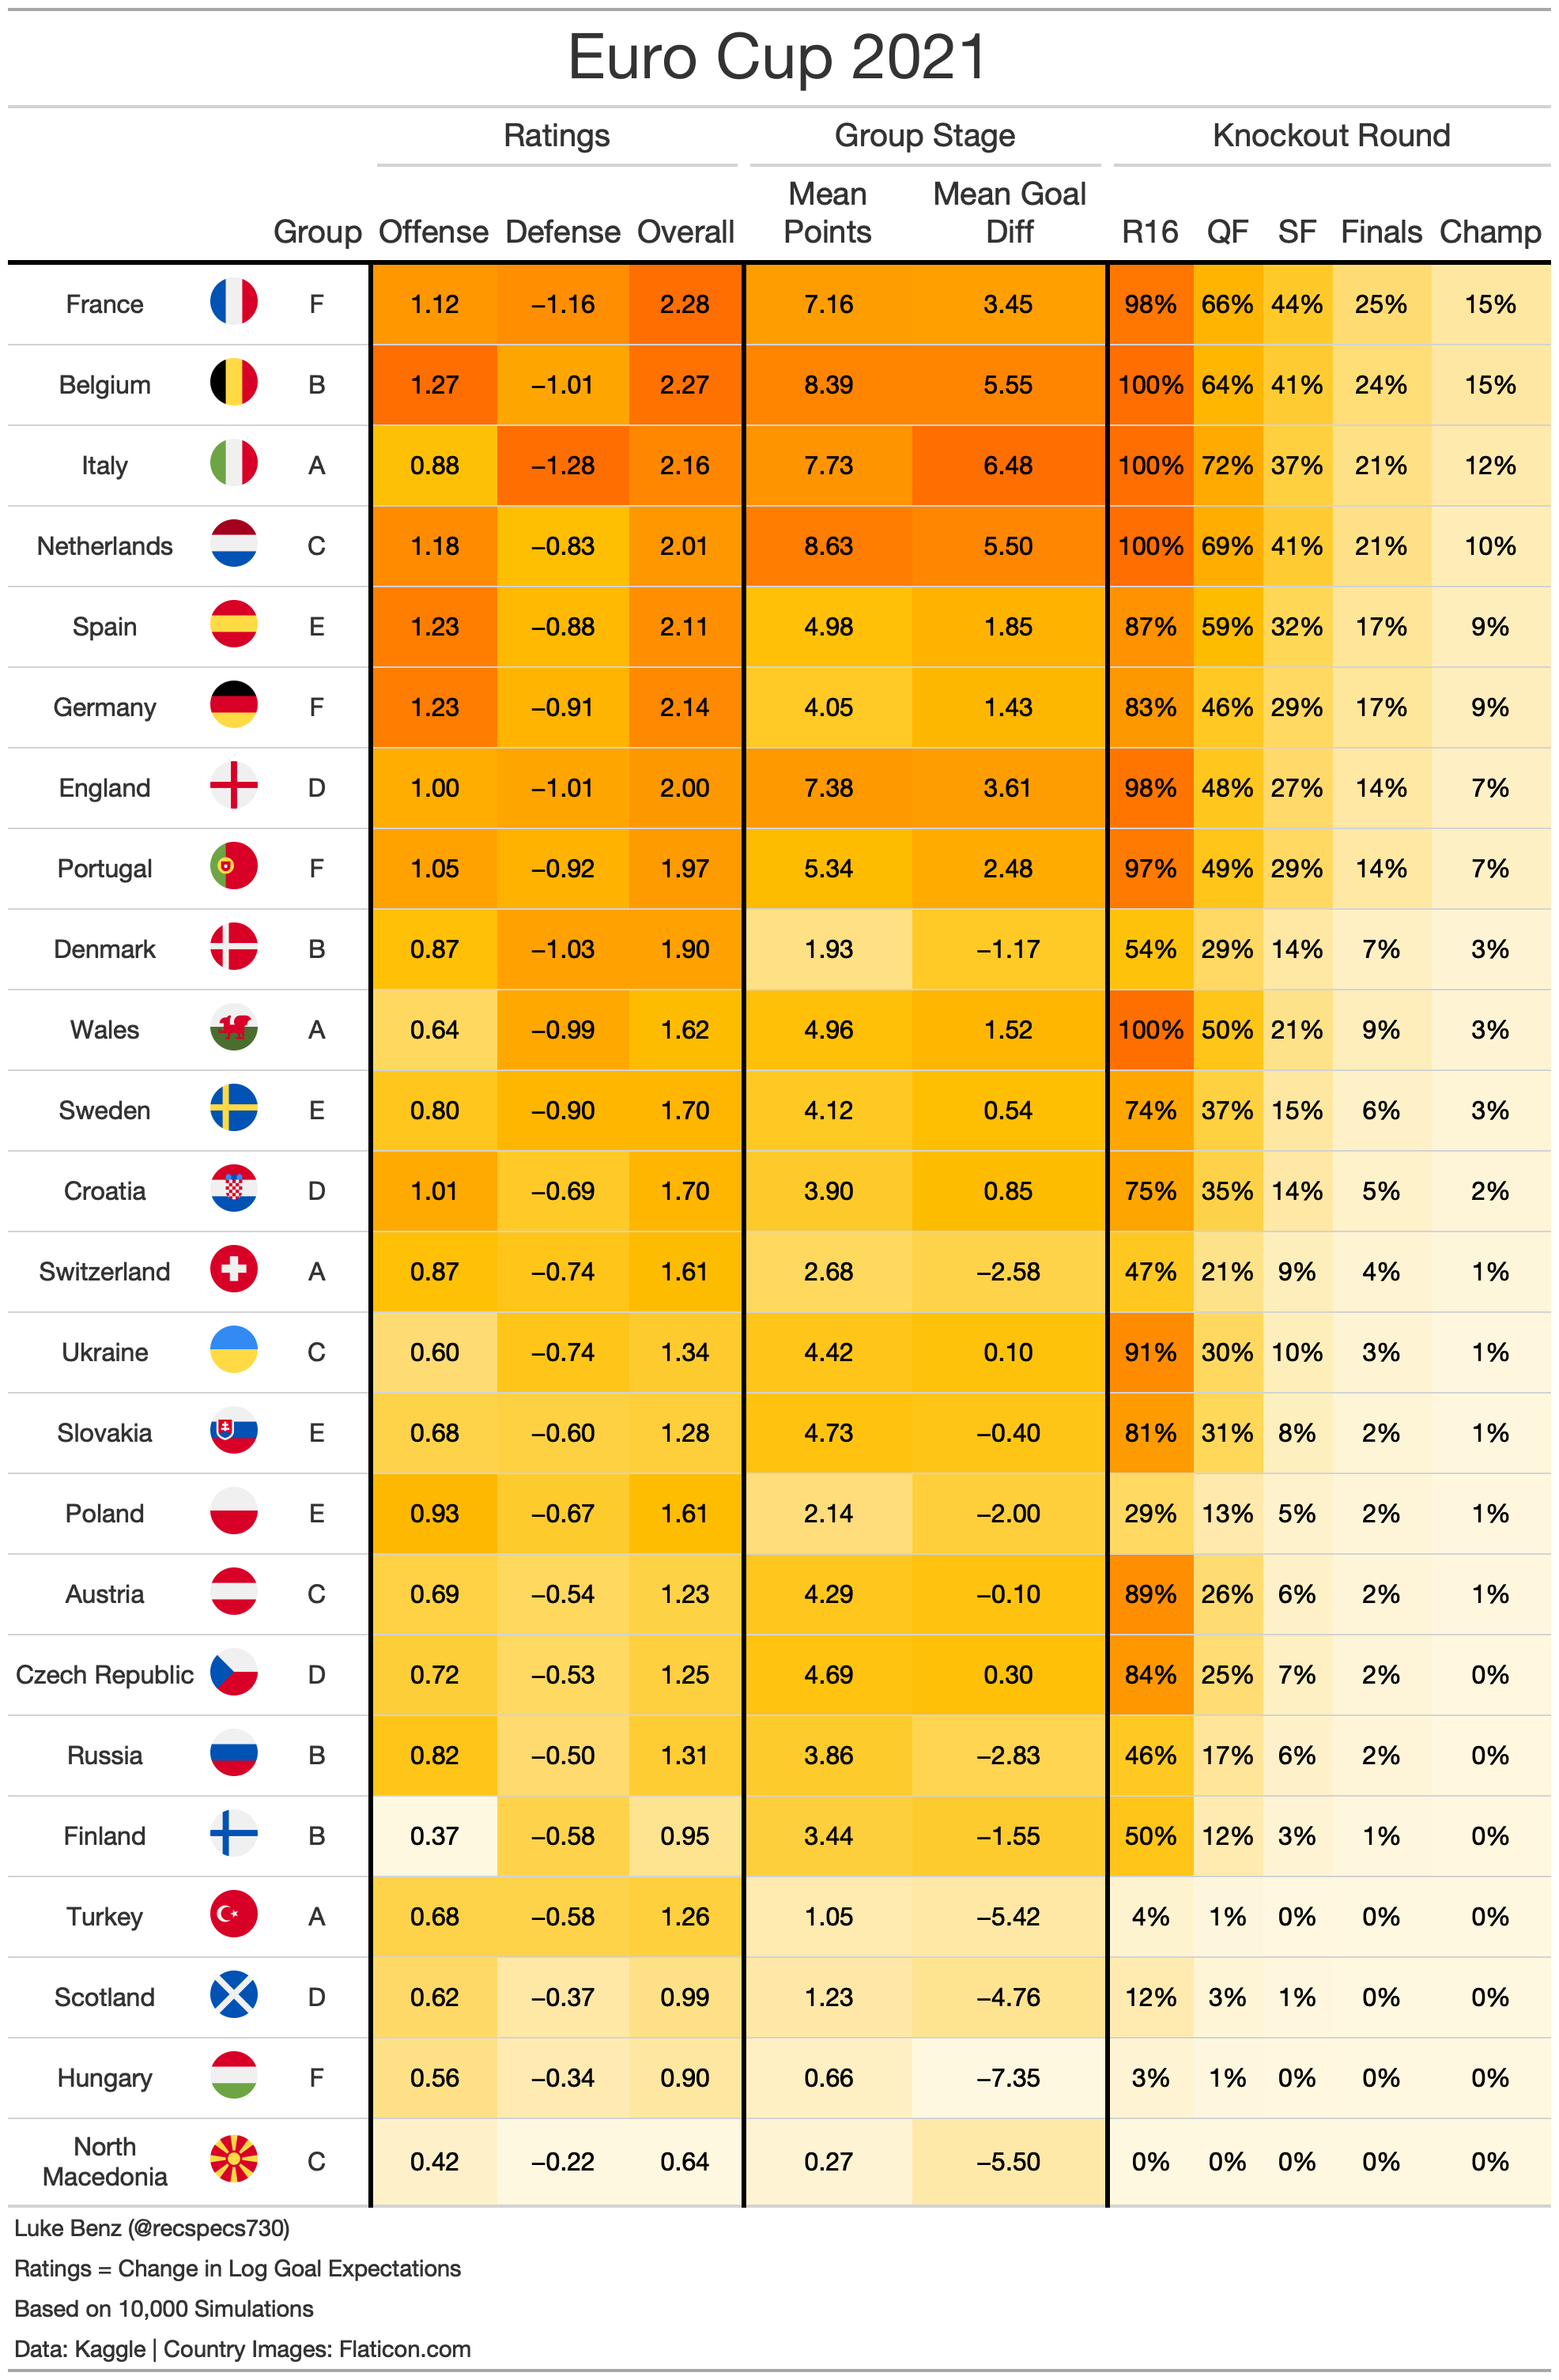 Euro Cup 2021
Ratings Group Stage Knockout Round
Group Offense Defense Overall Mean Points Mean Goal Diff R16 QF SF Finals Champ
France F 1.12 −1.16 2.28 7.16 3.45 98% 66% 44% 25% 15%
Belgium B 1.27 −1.01 2.27 8.39 5.55 100% 64% 41% 24% 15%
Italy A 0.88 −1.28 2.16 7.73 6.48 100% 72% 37% 21% 12%
Netherlands C 1.18 −0.83 2.01 8.63 5.50 100% 69% 41% 21% 10%
Spain E 1.23 −0.88 2.11 4.98 1.85 87% 59% 32% 17% 9%
Germany F 1.23 −0.91 2.14 4.05 1.43 83% 46% 29% 17% 9%
England D 1.00 −1.01 2.00 7.38 3.61 98% 48% 27% 14% 7%
Portugal F 1.05 −0.92 1.97 5.34 2.48 97% 49% 29% 14% 7%
Denmark B 0.87 −1.03 1.90 1.93 −1.17 54% 29% 14% 7% 3%
Wales A 0.64 −0.99 1.62 4.96 1.52 100% 50% 21% 9% 3%
Sweden E 0.80 −0.90 1.70 4.12 0.54 74% 37% 15% 6% 3%
Croatia D 1.01 −0.69 1.70 3.90 0.85 75% 35% 14% 5% 2%
Switzerland A 0.87 −0.74 1.61 2.68 −2.58 47% 21% 9% 4% 1%
Ukraine C 0.60 −0.74 1.34 4.42 0.10 91% 30% 10% 3% 1%
Slovakia E 0.68 −0.60 1.28 4.73 −0.40 81% 31% 8% 2% 1%
Poland E 0.93 −0.67 1.61 2.14 −2.00 29% 13% 5% 2% 1%
Austria C 0.69 −0.54 1.23 4.29 −0.10 89% 26% 6% 2% 1%
Czech Republic D 0.72 −0.53 1.25 4.69 0.30 84% 25% 7% 2% 0%
Russia B 0.82 −0.50 1.31 3.86 −2.83 46% 17% 6% 2% 0%
Finland B 0.37 −0.58 0.95 3.44 −1.55 50% 12% 3% 1% 0%
Turkey A 0.68 −0.58 1.26 1.05 −5.42 4% 1% 0% 0% 0%
Scotland D 0.62 −0.37 0.99 1.23 −4.76 12% 3% 1% 0% 0%
Hungary F 0.56 −0.34 0.90 0.66 −7.35 3% 1% 0% 0% 0%
North Macedonia C 0.42 −0.22 0.64 0.27 −5.50 0% 0% 0% 0% 0%
Luke Benz (@recspecs730)
Ratings = Change in Log Goal Expectations
Based on 10,000 Simulations
Data: Kaggle | Country Images: Flaticon.com